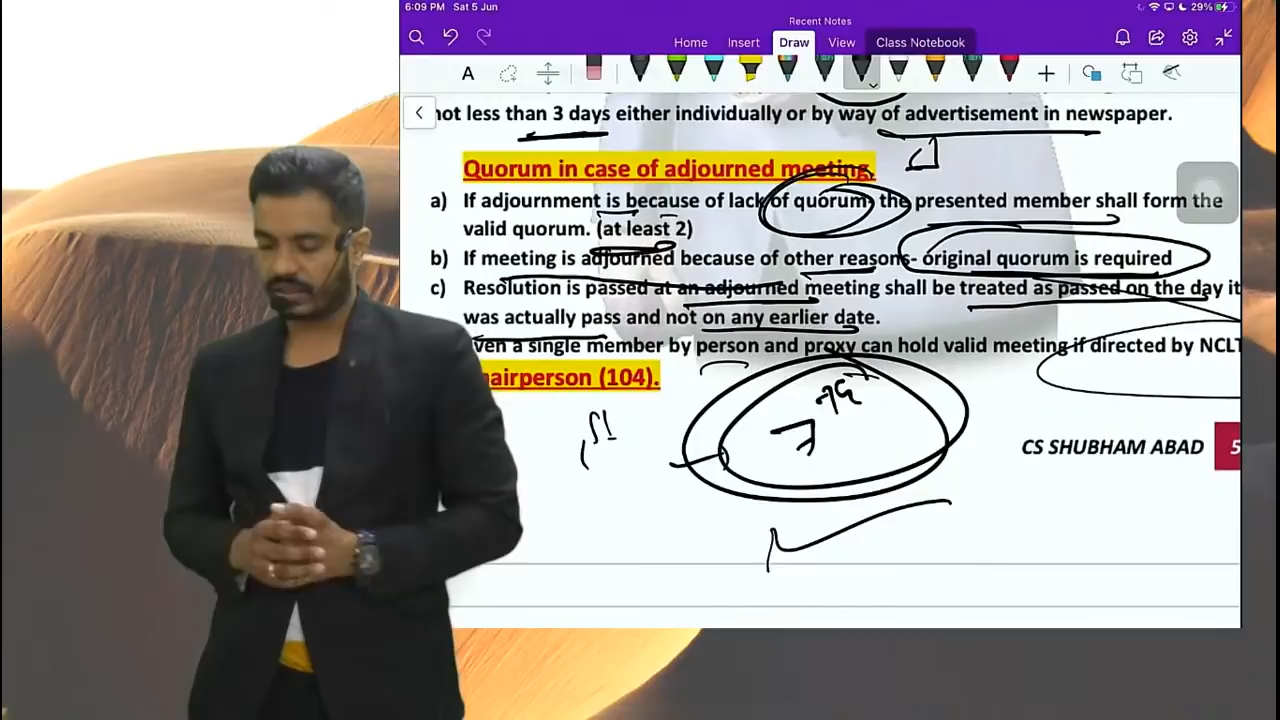 6:09 PM Sat 5 Jun
29%
Recent Notes
Home Insert Draw View Class Notebook
A
not less than 3 days either individually or by way of advertisement in newspaper.
Quorum in case of adjourned meeting.
a) If adjournment is because of lack of quorum, the presented member shall form the
valid quorum. (at least 2)
b) If meeting is adjourned because of other reasons- original quorum is required
c) Resolution is passed at an adjourned meeting shall be treated as passed on the day it
was actually pass and not on any earlier date.
ven a single member by person and proxy can hold valid meeting if directed by NCLT
hairperson (104).
CS SHUBHAM ABAD 5